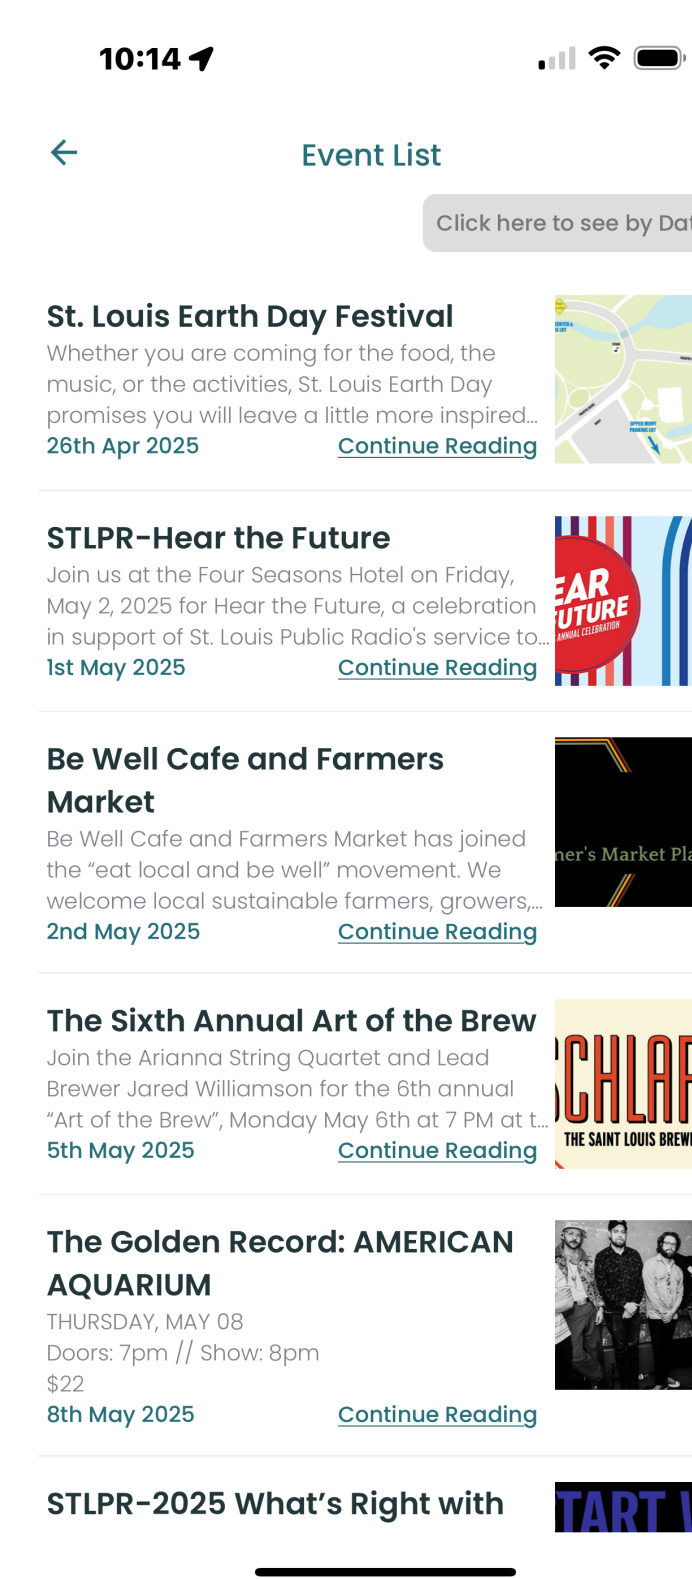 10:14
Event List
Click here to see by Dat
St. Louis Earth Day Festival
Whether you are coming for the food, the
music, or the activities, St. Louis Earth Day
promises you will leave a little more inspired...
26th Apr 2025
Continue Reading
UPPER MUNY
PARKING LOT
STLPR-Hear the Future
Join us at the Four Seasons Hotel on Friday,
May 2, 2025 for Hear the Future, a celebration
in support of St. Louis Public Radio's service to...
1st May 2025
Continue Reading
EAR
UTURE
ANNUAL CELEBRATION
Be Well Cafe and Farmers
Market
Be Well Cafe and Farmers Market has joined
the “eat local and be well” movement. We
welcome local sustainable farmers, growers,...
2nd May 2025
Continue Reading
ner's Market Pla
The Sixth Annual Art of the Brew
Join the Arianna String Quartet and Lead
Brewer Jared Williamson for the 6th annual
“Art of the Brew”, Monday May 6th at 7 PM at t...
5th May 2025
Continue Reading
SCHLAF
THE SAINT LOUIS BREWE
The Golden Record: AMERICAN
AQUARIUM
THURSDAY, MAY 08
Doors: 7pm // Show: 8pm
$22
8th May 2025
Continue Reading
STLPR-2025 What’s Right with
TART W